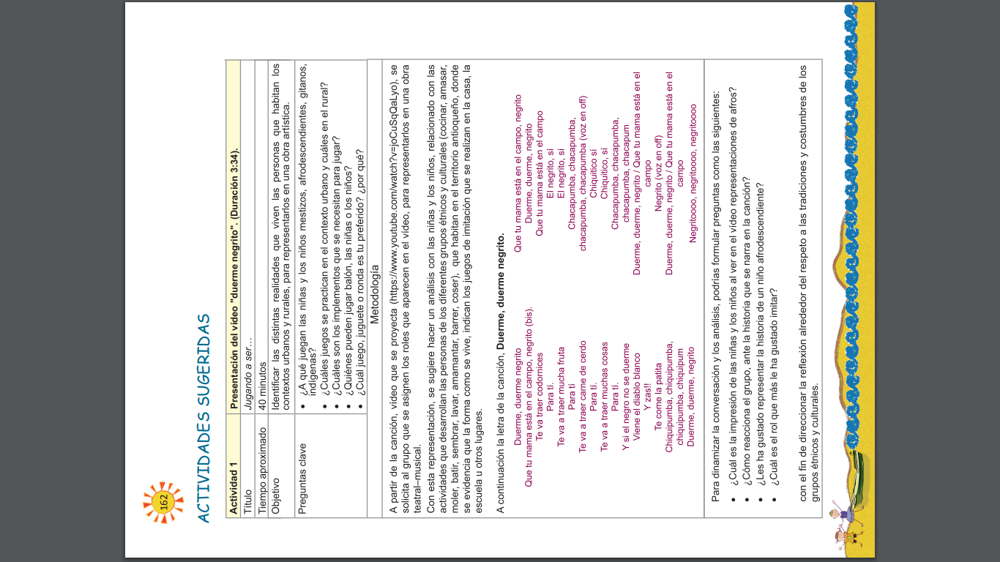 162
ACTIVIDADES SUGERIDAS
Actividad 1 Presentación del vídeo "duerme negrito". (Duración 3:34).
Título Jugando a ser…
Tiempo aproximado 40 minutos
Objetivo Identificar las distintas realidades que viven las personas que habitan los
contextos urbanos y rurales, para representarlos en una obra artística.
Preguntas clave • ¿A qué juegan las niñas y los niños mestizos, afrodescendientes, gitanos,
indígenas?
• ¿Cuáles juegos se practican en el contexto urbano y cuáles en el rural?
• ¿Cuáles son los implementos que se necesitan para jugar?
• ¿Quiénes pueden jugar balón, las niñas o los niños?
• ¿Cuál juego, juguete o ronda es tu preferido? ¿por qué?
Metodología
A partir de la canción, vídeo que se proyecta (https://www.youtube.com/watch?v=joCuSqQaLyo), se
solicita al grupo que se asignen los roles que aparecen en el vídeo, para representarlos en una obra
teatral–musical.
Con esta representación, se sugiere hacer un análisis con las niñas y los niños, relacionado con las
actividades que desarrollan las personas de los diferentes grupos étnicos y culturales (cocinar, amasar,
moler, batir, sembrar, lavar, amamantar, barrer, coser), que habitan en el territorio antioqueño, donde
se evidencia que la forma como se vive, indican los juegos de imitación que se realizan en la casa, la
escuela u otros lugares.
A continuación la letra de la canción, Duerme, duerme negrito.
Duerme, duerme negrito
Que tu mama está en el campo, negrito (bis).
Te va traer codornices
Para ti.
Te va a traer mucha fruta
Para ti
Te va a traer carne de cerdo
Para ti.
Te va a traer muchas cosas
Para ti.
Y si el negro no se duerme
Viene el diablo blanco
Y zas!!
Te come la patita
Chiquipumba, chiquipumba,
chiquipumba, chiquipum
Duerme, duerme, negrito
Que tu mama está en el campo, negrito
Duerme, duerme, negrito
Que tu mama está en el campo
El negrito, sí
El negrito, sí
Chacapumba, chacapumba,
chacapumba, chacapumba (voz en off)
Chiquitico sí
Chiquitico, sí
Chacapumba, chacapumba,
chacapumba, chacapum
Duerme, duerme, negrito / Que tu mama está en el
campo
Negrito (voz en off)
Duerme, duerme, negrito / Que tu mama está en el
campo
Negritoooo, negritoooo, negritoooo
Para dinamizar la conversación y los análisis, podrías formular preguntas como las siguientes:
• ¿Cuál es la impresión de las niñas y los niños al ver en el vídeo representaciones de afros?
• ¿Cómo reacciona el grupo, ante la historia que se narra en la canción?
• ¿Les ha gustado representar la historia de un niño afrodescendiente?
• ¿Cuál es el rol que más le ha gustado imitar?
con el fin de direccionar la reflexión alrededor del respeto a las tradiciones y costumbres de los
grupos étnicos y culturales.